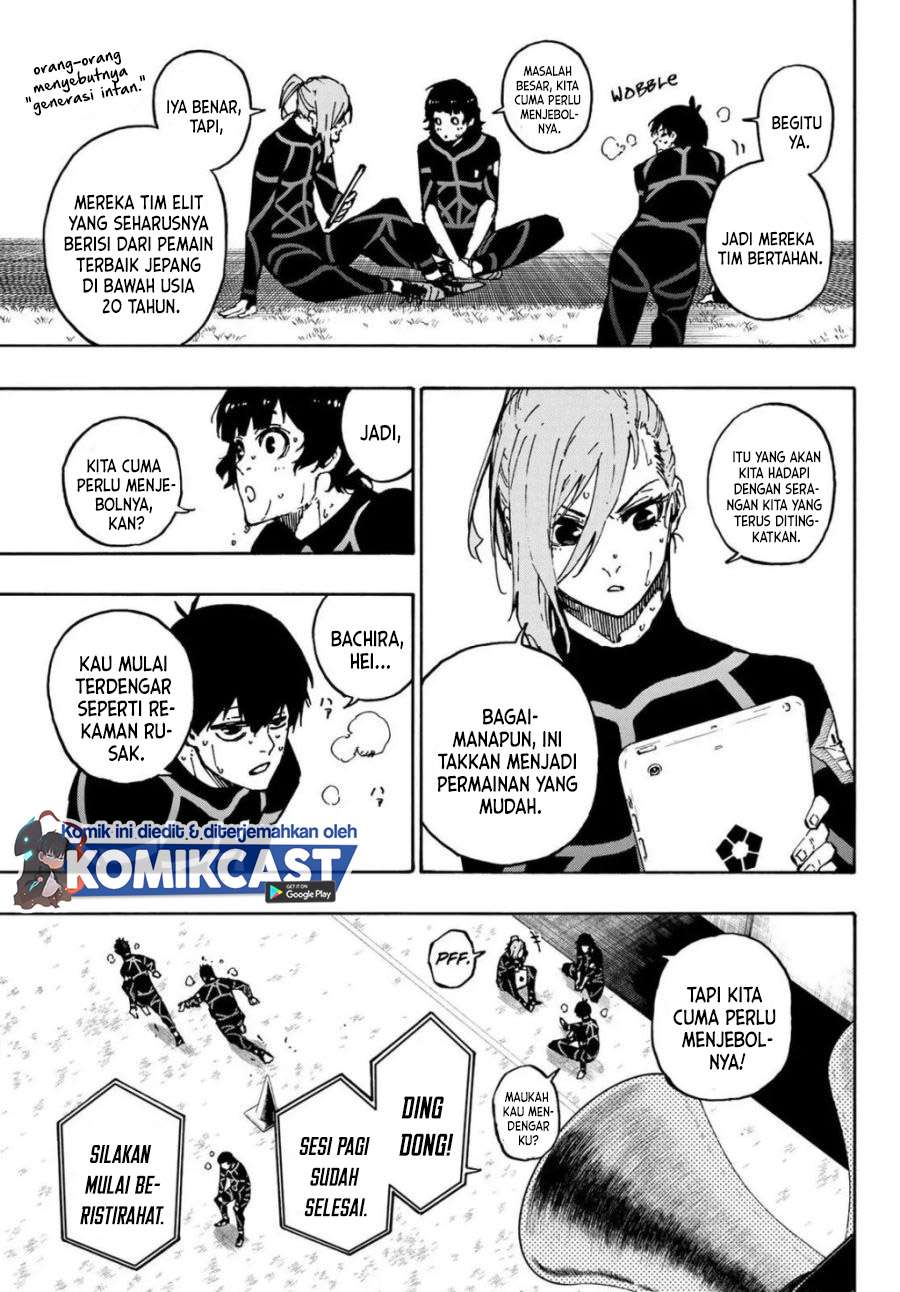 BEGITU
YA.
JADI MEREKA
TIM BERTAHAN.
WOBBLE
MASALAH
BESAR, KITA
CUMA PERLU
MENJEBOL-
NYA.
IYA BENAR,
TAPI,
orang-orang
menyebutnya
"generasi intan."
MEREKA TIM ELIT
YANG SEHARUSNYA
BERISI DARI PEMAIN
TERBAIK JEPANG
DI BAWAH USIA
20 TAHUN.
ITU YANG AKAN
KITA HADAPI
DENGAN SERA-
NGAN KITA YANG
TERUS DITING-
KATKAN.
BAGAI-
MANAPUN, INI
TAKKAN MENJADI
PERMAINAN YANG
MUDAH.
JADI,
KITA CUMA
PERLU MENJE-
BOLNYA,
KAN?
BACHIRA,
HEI...
KAU MULAI
TERDENGAR
SEPERTI RE-
KAMAN RU-
SAK.
ハァ
ハァ
Komik ini diedit & diterjemahkan oleh
KOMIKCAST
GET IT ON
Google Play
TAPI KITA
CUMA PERLU
MENJEBOL-
NYA!
PFF.
MAUKAH
KAU MEN-
DENGAR
KU?
DING
DONG!
SESI PAGI
SUDAH
SELESAI.
SILAKAN
MULAI BE-
RISTIRAHAT.